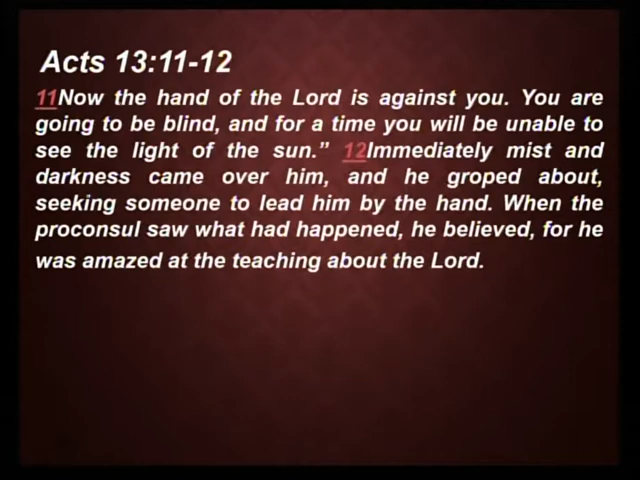 Acts 13:11-12
11Now the hand of the Lord is against you. You are
going to be blind, and for a time you will be unable to
see the light of the sun.” 12Immediately mist and
darkness came over him, and he groped about,
seeking someone to lead him by the hand. When the
proconsul saw what had happened, he believed, for he
was amazed at the teaching about the Lord.